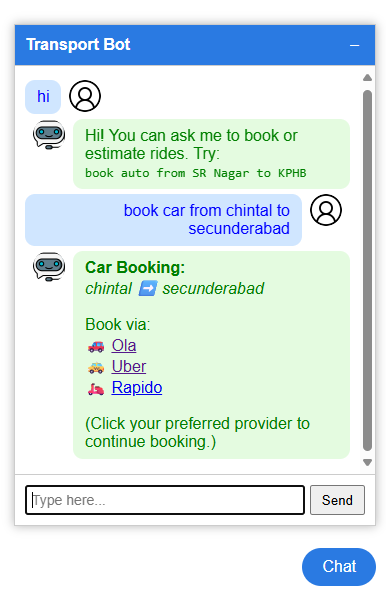 Transport Bot
–
hi
Hi! You can ask me to book or
estimate rides. Try:
book auto from SR Nagar to KPHB
book car from chintal to
secunderabad
Car Booking:
chintal ➡️ secunderabad
Book via:
🚗 Ola
🚕 Uber
🛵 Rapido
(Click your preferred provider to
continue booking.)
Type here...
Send
Chat